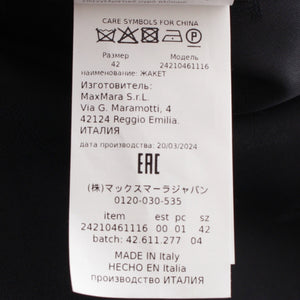 CARE SYMBOLS FOR CHINA
Размер Модель
42 24210461116
наименование: ЖАКЕТ
Изготовитель:
MaxMara S.r.L.
Via G. Maramotti, 4
42124 Reggio Emilia.
ИТАЛИЯ
дата производства: 20/03/2024
EAC
(株)マックスマーラジャパン
0120-030-535
item est pc sz
24210461116 00 01 42
batch: 42.611.277 04
MADE IN Italy
HECHO EN Italia
производство ИТАЛИЯ